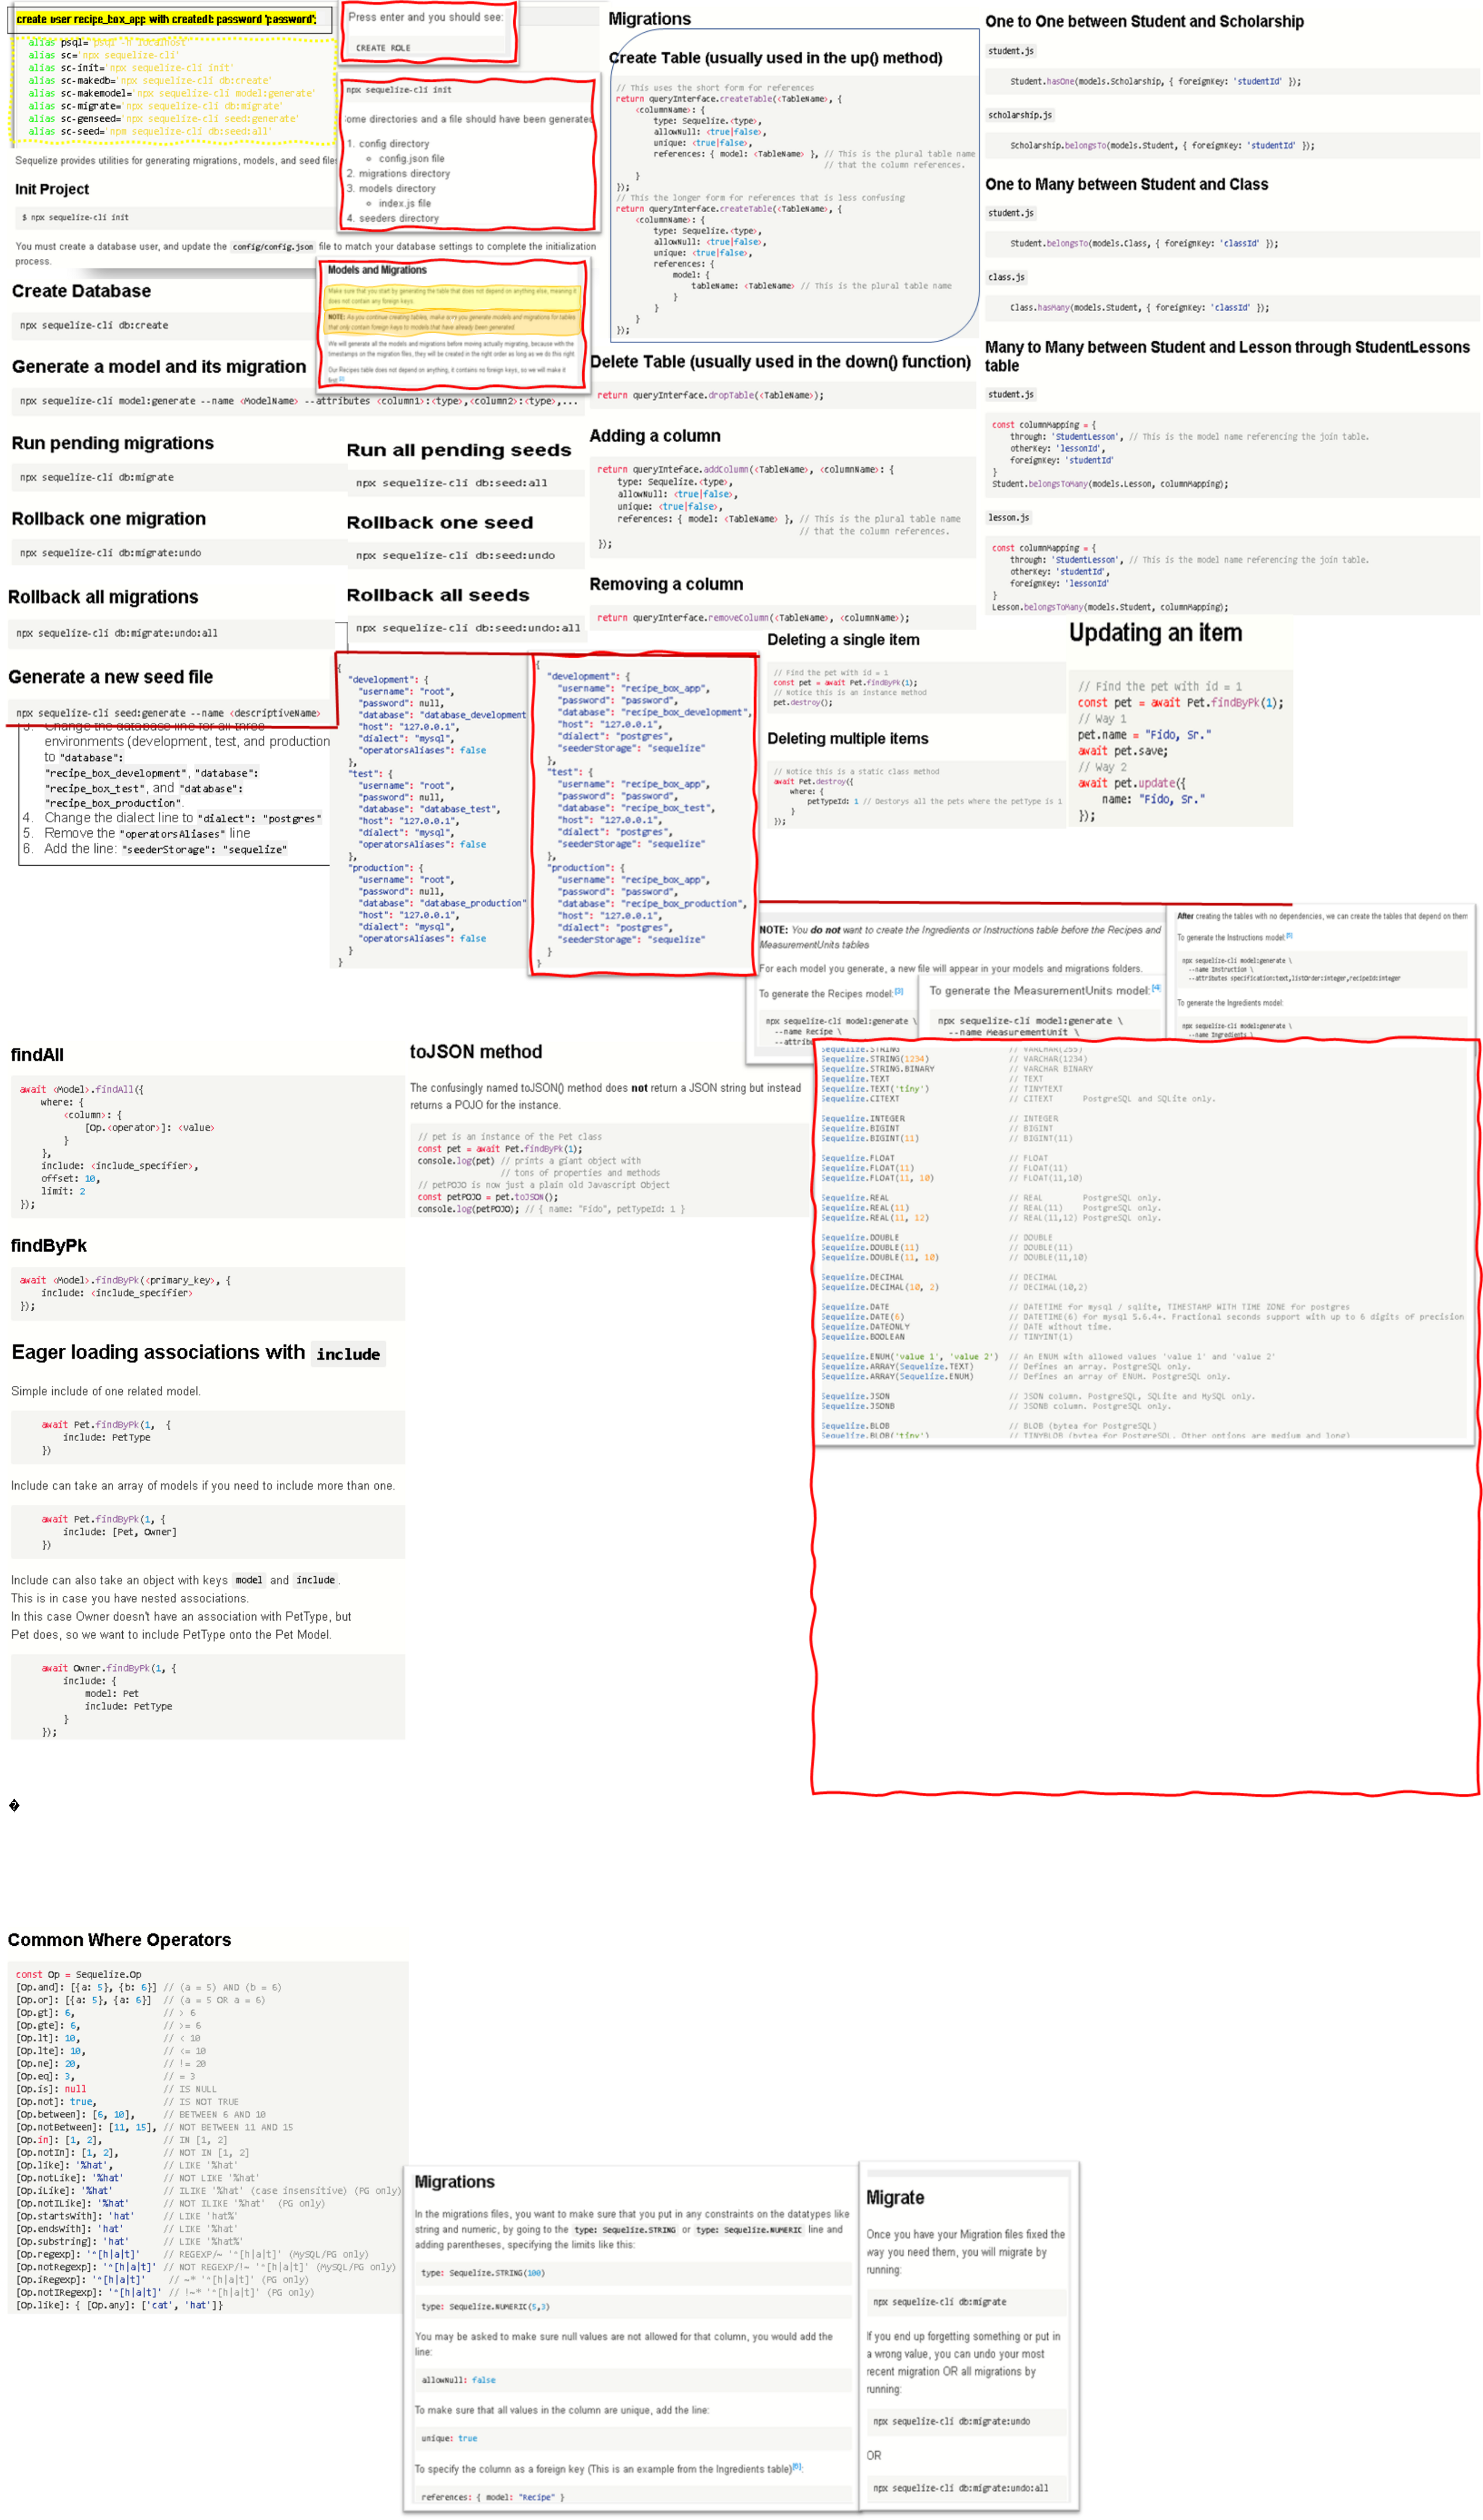 create user recipe_box_app with createdb password 'password';
alias psql='psql -h localhost'
alias sc='npx sequelize-cli'
alias sc-init='npx sequelize-cli init'
alias sc-makedb='npx sequelize-cli db:create'
alias sc-makemodel='npx sequelize-cli model:generate'
alias sc-migrate='npx sequelize-cli db:migrate'
alias sc-genseed='npx sequelize-cli seed:generate'
alias sc-seed='npm sequelize-cli db:seed:all'
Sequelize provides utilities for generating migrations, models, and seed files
Init Project
$ npx sequelize-cli init
You must create a database user, and update the config/config.json file to match your database settings to complete the initialization
process.
Press enter and you should see:
CREATE ROLE
npx sequelize-cli init
ome directories and a file should have been generated
1. config directory
config.json file
2. migrations directory
3. models directory
index.js file
4. seeders directory
Models and Migrations
Make sure that you start by generating the table that does not depend on anything else, meaning it
does not contain any foreign keys.
NOTE: As you continue creating tables, make sure you generate models and migrations for tables
that only contain foreign keys to models that have already been generated
We will generate all the models and migrations before moving actually migrating, because with the
timestamps on the migration files, they will be created in the right order as long as we do this right
Our Recipes table does not depend on anything, it contains no foreign keys, so we will make it
first
Create Database
npx sequelize-cli db:create
Generate a model and its migration
npx sequelize-cli model:generate --name <ModelName> --attributes <column1>:<type>,<column2>:<type>,...
Run pending migrations
npx sequelize-cli db:migrate
Rollback one migration
npx sequelize-cli db:migrate:undo
Rollback all migrations
npx sequelize-cli db:migrate:undo:all
Generate a new seed file
npx sequelize-cli seed:generate --name <descriptiveName>
Run all pending seeds
npx sequelize-cli db:seed:all
Rollback one seed
npx sequelize-cli db:seed:undo
Rollback all seeds
npx sequelize-cli db:seed:undo:all
3. Change the database line for all three
environments (development, test, and production
to "database":
"recipe_box_development", "database":
"recipe_box_test", and "database":
"recipe_box_production".
4. Change the dialect line to "dialect": "postgres"
5. Remove the "operatorsAliases" line
6. Add the line: "seederStorage": "sequelize"
{
"development": {
"username": "root",
"password": null,
"database": "database_development
"host": "127.0.0.1",
"dialect": "mysql",
"operatorsAliases": false
},
"test": {
"username": "root",
"password": null,
"database": "database_test",
"host": "127.0.0.1",
"dialect": "mysql",
"operatorsAliases": false
},
"production": {
"username": "root",
"password": null,
"database": "database_production"
"host": "127.0.0.1",
"dialect": "mysql",
"operatorsAliases": false
}
}
{
"development": {
"username": "recipe_box_app",
"password": "password",
"database": "recipe_box_development",
"host": "127.0.0.1",
"dialect": "postgres",
"seederStorage": "sequelize"
},
"test": {
"username": "recipe_box_app",
"password": "password",
"database": "recipe_box_test",
"host": "127.0.0.1",
"dialect": "postgres",
"seederStorage": "sequelize"
},
"production": {
"username": "recipe_box_app",
"password": "password",
"database": "recipe_box_production",
"host": "127.0.0.1",
"dialect": "postgres",
"seederStorage": "sequelize"
}
}
Migrations
Create Table (usually used in the up() method)
// This uses the short form for references
return queryInterface.createTable(<TableName>, {
<columnName>: {
type: Sequelize.<type>,
allowNull: <true|false>,
unique: <true|false>,
references: { model: <TableName> }, // This is the plural table name
// that the column references.
}
});
// This the longer form for references that is less confusing
return queryInterface.createTable(<TableName>, {
<columnName>: {
type: Sequelize.<type>,
allowNull: <true|false>,
unique: <true|false>,
references: {
model: {
tableName: <TableName> // This is the plural table name
}
}
}
});
Delete Table (usually used in the down() function)
return queryInterface.dropTable(<TableName>);
Adding a column
return queryInteface.addColumn(<TableName>, <columnName>: {
type: Sequelize.<type>,
allowNull: <true|false>,
unique: <true|false>,
references: { model: <TableName> }, // This is the plural table name
// that the column references.
});
Removing a column
return queryInterface.removeColumn(<TableName>, <columnName>);
One to One between Student and Scholarship
student.js
Student.hasOne(models.Scholarship, { foreignKey: 'studentId' });
scholarship.js
Scholarship.belongsTo(models.Student, { foreignKey: 'studentId' });
One to Many between Student and Class
student.js
Student.belongsTo(models.Class, { foreignKey: 'classId' });
class.js
Class.hasMany(models.Student, { foreignKey: 'classId' });
Many to Many between Student and Lesson through StudentLessons
table
student.js
const columnMapping = {
through: 'StudentLesson', // This is the model name referencing the join table.
otherKey: 'lessonId',
foreignKey: 'studentId'
}
Student.belongsToMany(models.Lesson, columnMapping);
lesson.js
const columnMapping = {
through: 'StudentLesson', // This is the model name referencing the join table.
otherKey: 'studentId',
foreignKey: 'lessonId'
}
Lesson.belongsToMany(models.Student, columnMapping);
Deleting a single item
// Find the pet with id = 1
const pet = await Pet.findByPk(1);
// Notice this is an instance method
pet.destroy();
Deleting multiple items
// Notice this is a static class method
await Pet.destroy({
where: {
petTypeId: 1 // Destorys all the pets where the petType is 1
}
});
Updating an item
// Find the pet with id = 1
const pet = await Pet.findByPk(1);
// Way 1
pet.name = "Fido, Sr."
await pet.save;
// Way 2
await pet.update({
name: "Fido, Sr."
});
NOTE: You do not want to create the Ingredients or Instructions table before the Recipes and
MeasurementUnits tables
For each model you generate, a new file will appear in your models and migrations folders.
To generate the Recipes model:[3]
npx sequelize-cli model:generate \
--name Recipe \
--attrib
To generate the MeasurementUnits model:[4]
npx sequelize-cli model:generate \
--name MeasurementUnit \
After creating the tables with no dependencies, we can create the tables that depend on them
To generate the Instructions model:[5]
npx sequelize-cli model:generate \
--name Instruction \
--attributes specification:text,listOrder:integer,recipeId:integer
To generate the Ingredients model:
npx sequelize-cli model:generate \
--name Ingredients \
findAll
await <Model>.findAll({
where: {
<column>: {
[Op.<operator>]: <value>
}
},
include: <include_specifier>,
offset: 10,
limit: 2
});
findByPk
await <Model>.findByPk(<primary_key>, {
include: <include_specifier>
});
Eager loading associations with include
Simple include of one related model.
await Pet.findByPk(1, {
include: PetType
})
Include can take an array of models if you need to include more than one.
await Pet.findByPk(1, {
include: [Pet, Owner]
})
Include can also take an object with keys model and include.
This is in case you have nested associations.
In this case Owner doesn't have an association with PetType, but
Pet does, so we want to include PetType onto the Pet Model.
await Owner.findByPk(1, {
include: {
model: Pet
include: PetType
}
});
toJSON method
The confusingly named toJSON() method does not return a JSON string but instead
returns a POJO for the instance.
// pet is an instance of the Pet class
const pet = await Pet.findByPk(1);
console.log(pet) // prints a giant object with
// tons of properties and methods
// petPOJO is now just a plain old Javascript Object
const petPOJO = pet.toJSON();
console.log(petPOJO); // { name: "Fido", petTypeId: 1 }
Sequelize.STRING // VARCHAR(255)
Sequelize.STRING(1234) // VARCHAR(1234)
Sequelize.STRING.BINARY // VARCHAR BINARY
Sequelize.TEXT // TEXT
Sequelize.TEXT('tiny') // TINYTEXT
Sequelize.CITEXT // CITEXT PostgreSQL and SQLite only.
Sequelize.INTEGER // INTEGER
Sequelize.BIGINT // BIGINT
Sequelize.BIGINT(11) // BIGINT(11)
Sequelize.FLOAT // FLOAT
Sequelize.FLOAT(11) // FLOAT(11)
Sequelize.FLOAT(11, 10) // FLOAT(11,10)
Sequelize.REAL // REAL PostgreSQL only.
Sequelize.REAL(11) // REAL(11) PostgreSQL only.
Sequelize.REAL(11, 12) // REAL(11,12) PostgreSQL only.
Sequelize.DOUBLE // DOUBLE
Sequelize.DOUBLE(11) // DOUBLE(11)
Sequelize.DOUBLE(11, 10) // DOUBLE(11,10)
Sequelize.DECIMAL // DECIMAL
Sequelize.DECIMAL(10, 2) // DECIMAL(10,2)
Sequelize.DATE // DATETIME for mysql / sqlite, TIMESTAMP WITH TIME ZONE for postgres
Sequelize.DATE(6) // DATETIME(6) for mysql 5.6.4+. Fractional seconds support with up to 6 digits of precision
Sequelize.DATEONLY // DATE without time.
Sequelize.BOOLEAN // TINYINT(1)
Sequelize.ENUM('value 1', 'value 2') // An ENUM with allowed values 'value 1' and 'value 2'
Sequelize.ARRAY(Sequelize.TEXT) // Defines an array. PostgreSQL only.
Sequelize.ARRAY(Sequelize.ENUM) // Defines an array of ENUM. PostgreSQL only.
Sequelize.JSON // JSON column. PostgreSQL, SQLite and MySQL only.
Sequelize.JSONB // JSONB column. PostgreSQL only.
Sequelize.BLOB // BLOB (bytea for PostgreSQL)
Sequelize.BLOB('tiny') // TINYBLOB (bytea for PostgreSQL. Other options are medium and long)
�
Common Where Operators
const Op = Sequelize.Op
[Op.and]: [{a: 5}, {b: 6}] // (a = 5) AND (b = 6)
[Op.or]: [{a: 5}, {a: 6}] // (a = 5 OR a = 6)
[Op.gt]: 6, // > 6
[Op.gte]: 6, // >= 6
[Op.lt]: 10, // < 10
[Op.lte]: 10, // <= 10
[Op.ne]: 20, // != 20
[Op.eq]: 3, // = 3
[Op.is]: null // IS NULL
[Op.not]: true, // IS NOT TRUE
[Op.between]: [6, 10], // BETWEEN 6 AND 10
[Op.notBetween]: [11, 15], // NOT BETWEEN 11 AND 15
[Op.in]: [1, 2], // IN [1, 2]
[Op.notIn]: [1, 2], // NOT IN [1, 2]
[Op.like]: '%hat', // LIKE '%hat'
[Op.notLike]: '%hat' // NOT LIKE '%hat'
[Op.iLike]: '%hat' // ILIKE '%hat' (case insensitive) (PG only)
[Op.notILike]: '%hat' // NOT ILIKE '%hat' (PG only)
[Op.startsWith]: 'hat' // LIKE 'hat%'
[Op.endsWith]: 'hat' // LIKE '%hat'
[Op.substring]: 'hat' // LIKE '%hat%'
[Op.regexp]: '^[h|a|t]' // REGEXP/~ '^[h|a|t]' (MySQL/PG only)
[Op.notRegexp]: '^[h|a|t]' // NOT REGEXP/!~ '^[h|a|t]' (MySQL/PG only)
[Op.iRegexp]: '^[h|a|t]' // ~* '^[h|a|t]' (PG only)
[Op.notIRegexp]: '^[h|a|t]' // !~* '^[h|a|t]' (PG only)
[Op.like]: { [Op.any]: ['cat', 'hat']}
Migrations
In the migrations files, you want to make sure that you put in any constraints on the datatypes like
string and numeric, by going to the type: Sequelize.STRING or type: Sequelize.NUMERIC line and
adding parentheses, specifying the limits like this:
type: Sequelize.STRING(100)
type: Sequelize.NUMERIC(5,3)
You may be asked to make sure null values are not allowed for that column, you would add the
line:
allowNull: false
To make sure that all values in the column are unique, add the line:
unique: true
To specify the column as a foreign key (This is an example from the Ingredients table)[6]:
references: { model: "Recipe" }
Migrate
Once you have your Migration files fixed the
way you need them, you will migrate by
running:
npx sequelize-cli db:migrate
If you end up forgetting something or put in
a wrong value, you can undo your most
recent migration OR all migrations by
running:
npx sequelize-cli db:migrate:undo
OR
npx sequelize-cli db:migrate:undo:all